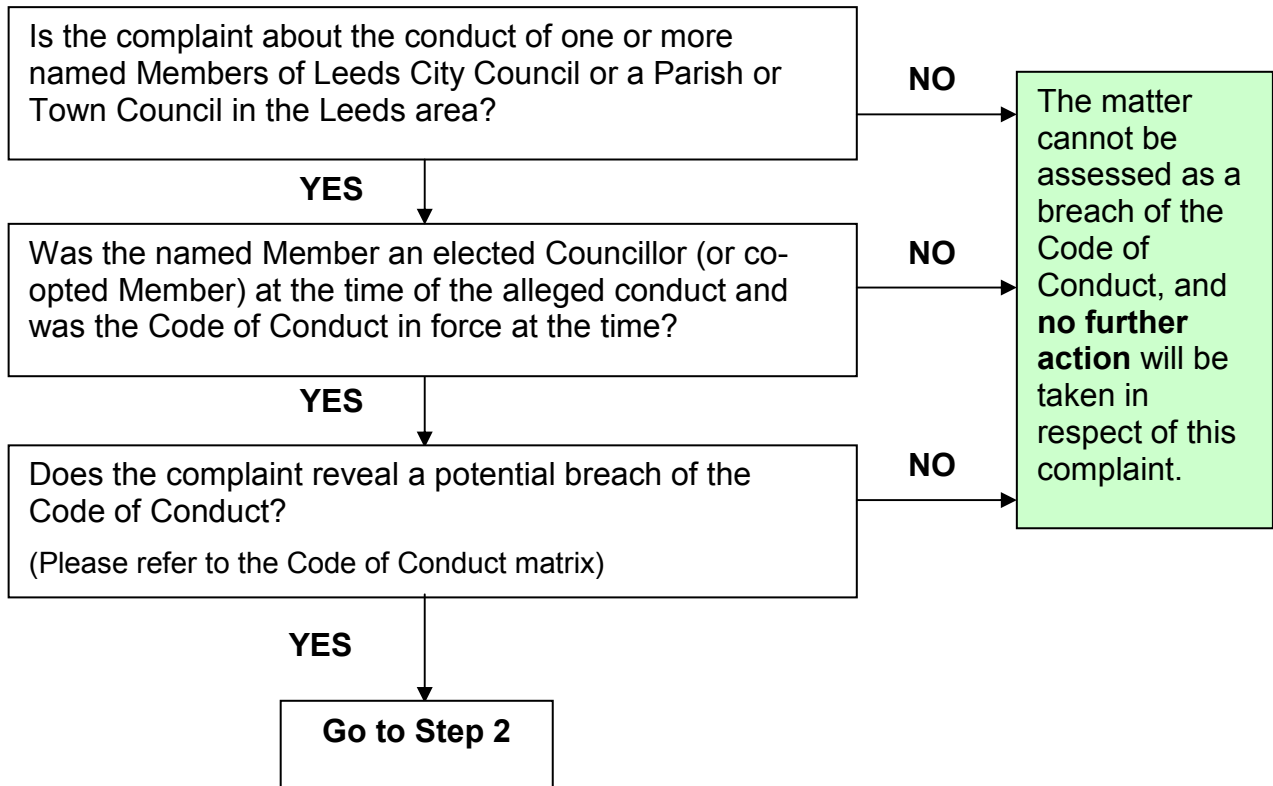 Is the complaint about the conduct of one or more
named Members of Leeds City Council or a Parish or
Town Council in the Leeds area?
NO
YES
Was the named Member an elected Councillor (or co-
opted Member) at the time of the alleged conduct and
was the Code of Conduct in force at the time?
NO
YES
Does the complaint reveal a potential breach of the
Code of Conduct?
(Please refer to the Code of Conduct matrix)
NO
YES
Go to Step 2
The matter
cannot be
assessed as a
breach of the
Code of
Conduct, and
no further
action will be
taken in
respect of this
complaint.